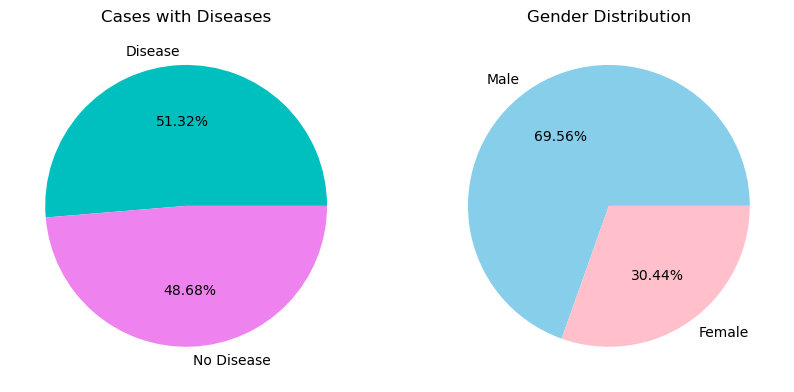 Cases with Diseases
Disease
51.32%
48.68%
No Disease
Gender Distribution
Male
69.56%
30.44%
Female